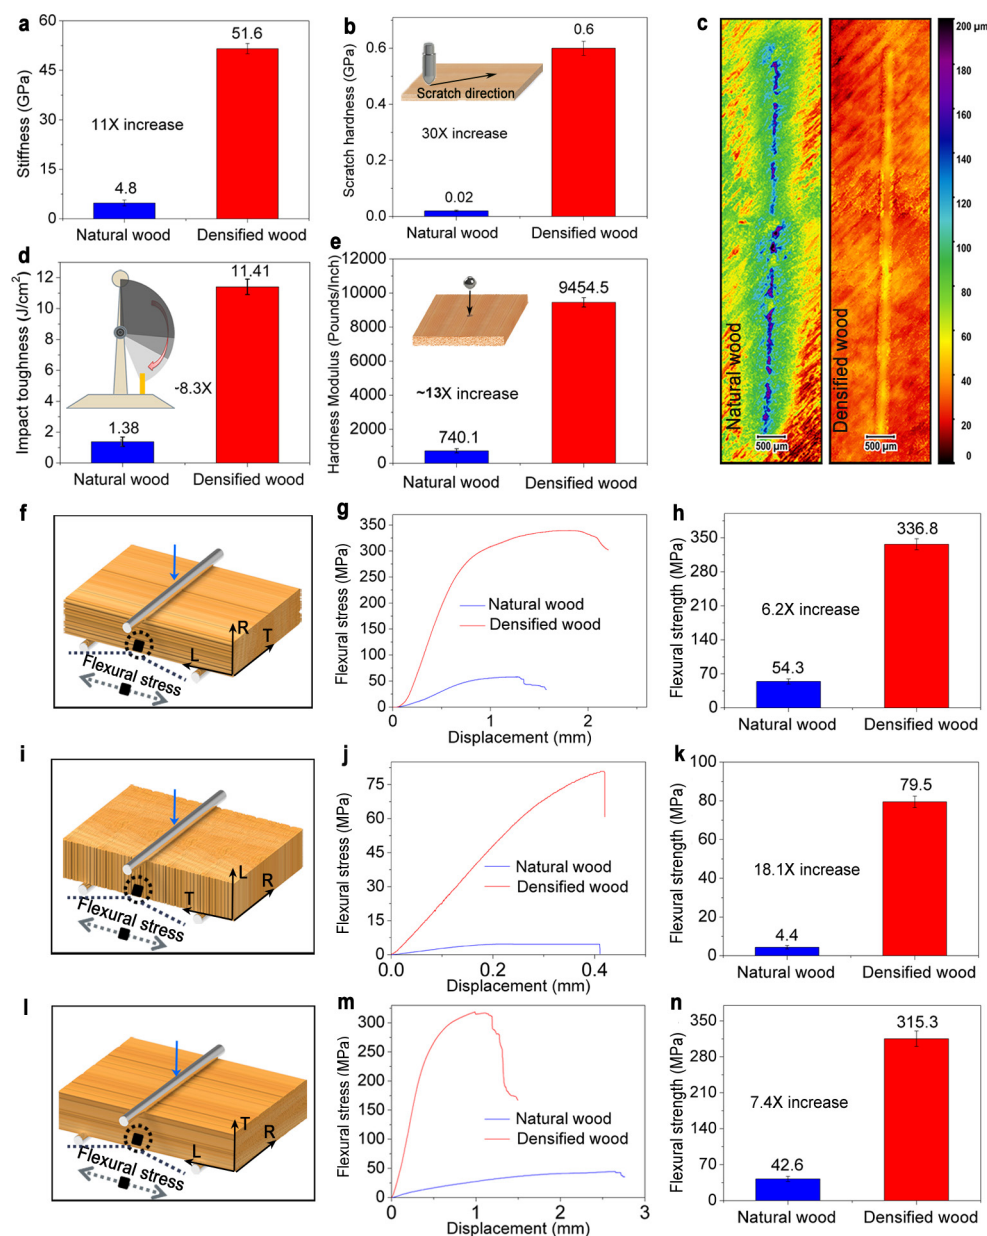 a
60
45
30
15
0
Stiffness (GPa)
51.6
11X increase
4.8
Natural wood
Densified wood
b
0.6
0.4
0.2
0.0
Scratch hardness (GPa)
0.6
Scratch direction
30X increase
0.02
Natural wood
Densified wood
c
Natural wood
500 µm
Densified wood
500 µm
200 µm
180
160
140
120
100
80
60
40
20
0
d
12
10
8
6
4
2
0
Impact toughness (J/cm²)
11.41
~8.3X
1.38
Natural wood
Densified wood
e
12000
10000
8000
6000
4000
2000
0
Hardness Modulus (Pounds/Inch)
9454.5
~13X increase
740.1
Natural wood
Densified wood
f
R
T
L
Flexural stress
g
350
300
250
200
150
100
50
0
Flexural stress (MPa)
Natural wood
Densified wood
0
1
2
Displacement (mm)
h
350
280
210
140
70
0
Flexural strength (MPa)
336.8
6.2X increase
54.3
Natural wood
Densified wood
i
L
R
T
Flexural stress
j
75
60
45
30
15
0
Flexural stress (MPa)
Natural wood
Densified wood
0.0
0.2
0.4
Displacement (mm)
k
100
80
60
40
20
0
Flexural strength (MPa)
79.5
18.1X increase
4.4
Natural wood
Densified wood
l
T
R
L
Flexural stress
m
300
250
200
150
100
50
0
Flexural stress (MPa)
Natural wood
Densified wood
0
1
2
3
Displacement (mm)
n
350
280
210
140
70
0
Flexural strength (MPa)
315.3
7.4X increase
42.6
Natural wood
Densified wood